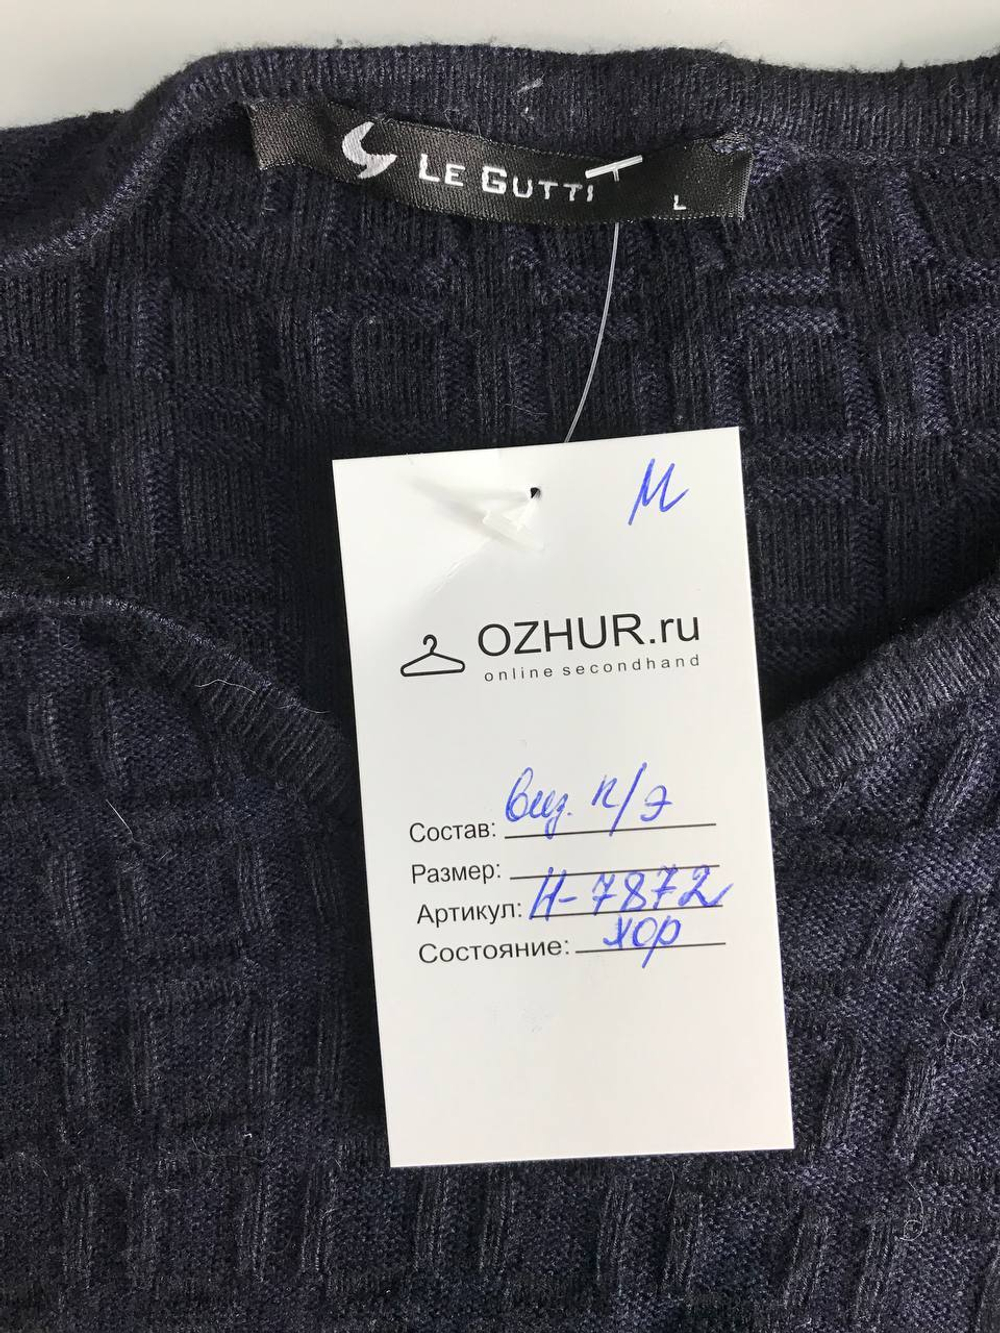 LE GUTTI
L
М
OZHUR.ru
online secondhand
Состав: виз. п/э
Размер:
Артикул: Н-7872
Состояние: хор